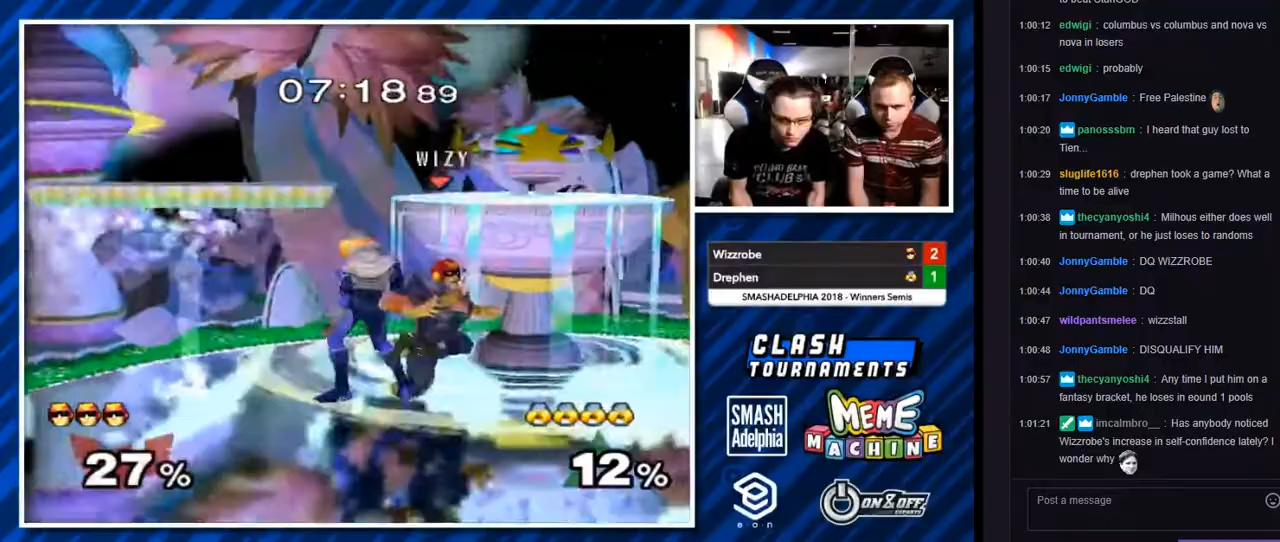 07:18 89
WIZY
27%
12%
Wizzrobe 2
Drephen 1
SMASHADELPHIA 2018 - Winners Semis
CLASH
TOURNAMENTS
SMASH
Adelphia
MEME
MACHINE
e·o·n
ON&OFF
ESPORTS
edwigi : columbus vs columbus and nova vs
nova in losers
1:00:12
1:00:15 edwigi : probably
1:00:17 JonnyGamble : Free Palestine
1:00:20 panosssbm : I heard that guy lost to
Tien...
1:00:29 sluglife1616 : drephen took a game? What a
time to be alive
1:00:38 thecyanyoshi4 : Milhous either does well
in tournament, or he just loses to randoms
1:00:40 JonnyGamble : DQ WIZZROBE
1:00:44 JonnyGamble : DQ
1:00:47 wildpantsmelee : wizzstall
1:00:48 JonnyGamble : DISQUALIFY HIM
1:00:57 thecyanyoshi4 : Any time I put him on a
fantasy bracket, he loses in eound 1 pools
1:01:21 imcalmbro__ : Has anybody noticed
Wizzrobe's increase in self-confidence lately? I
wonder why
Post a message